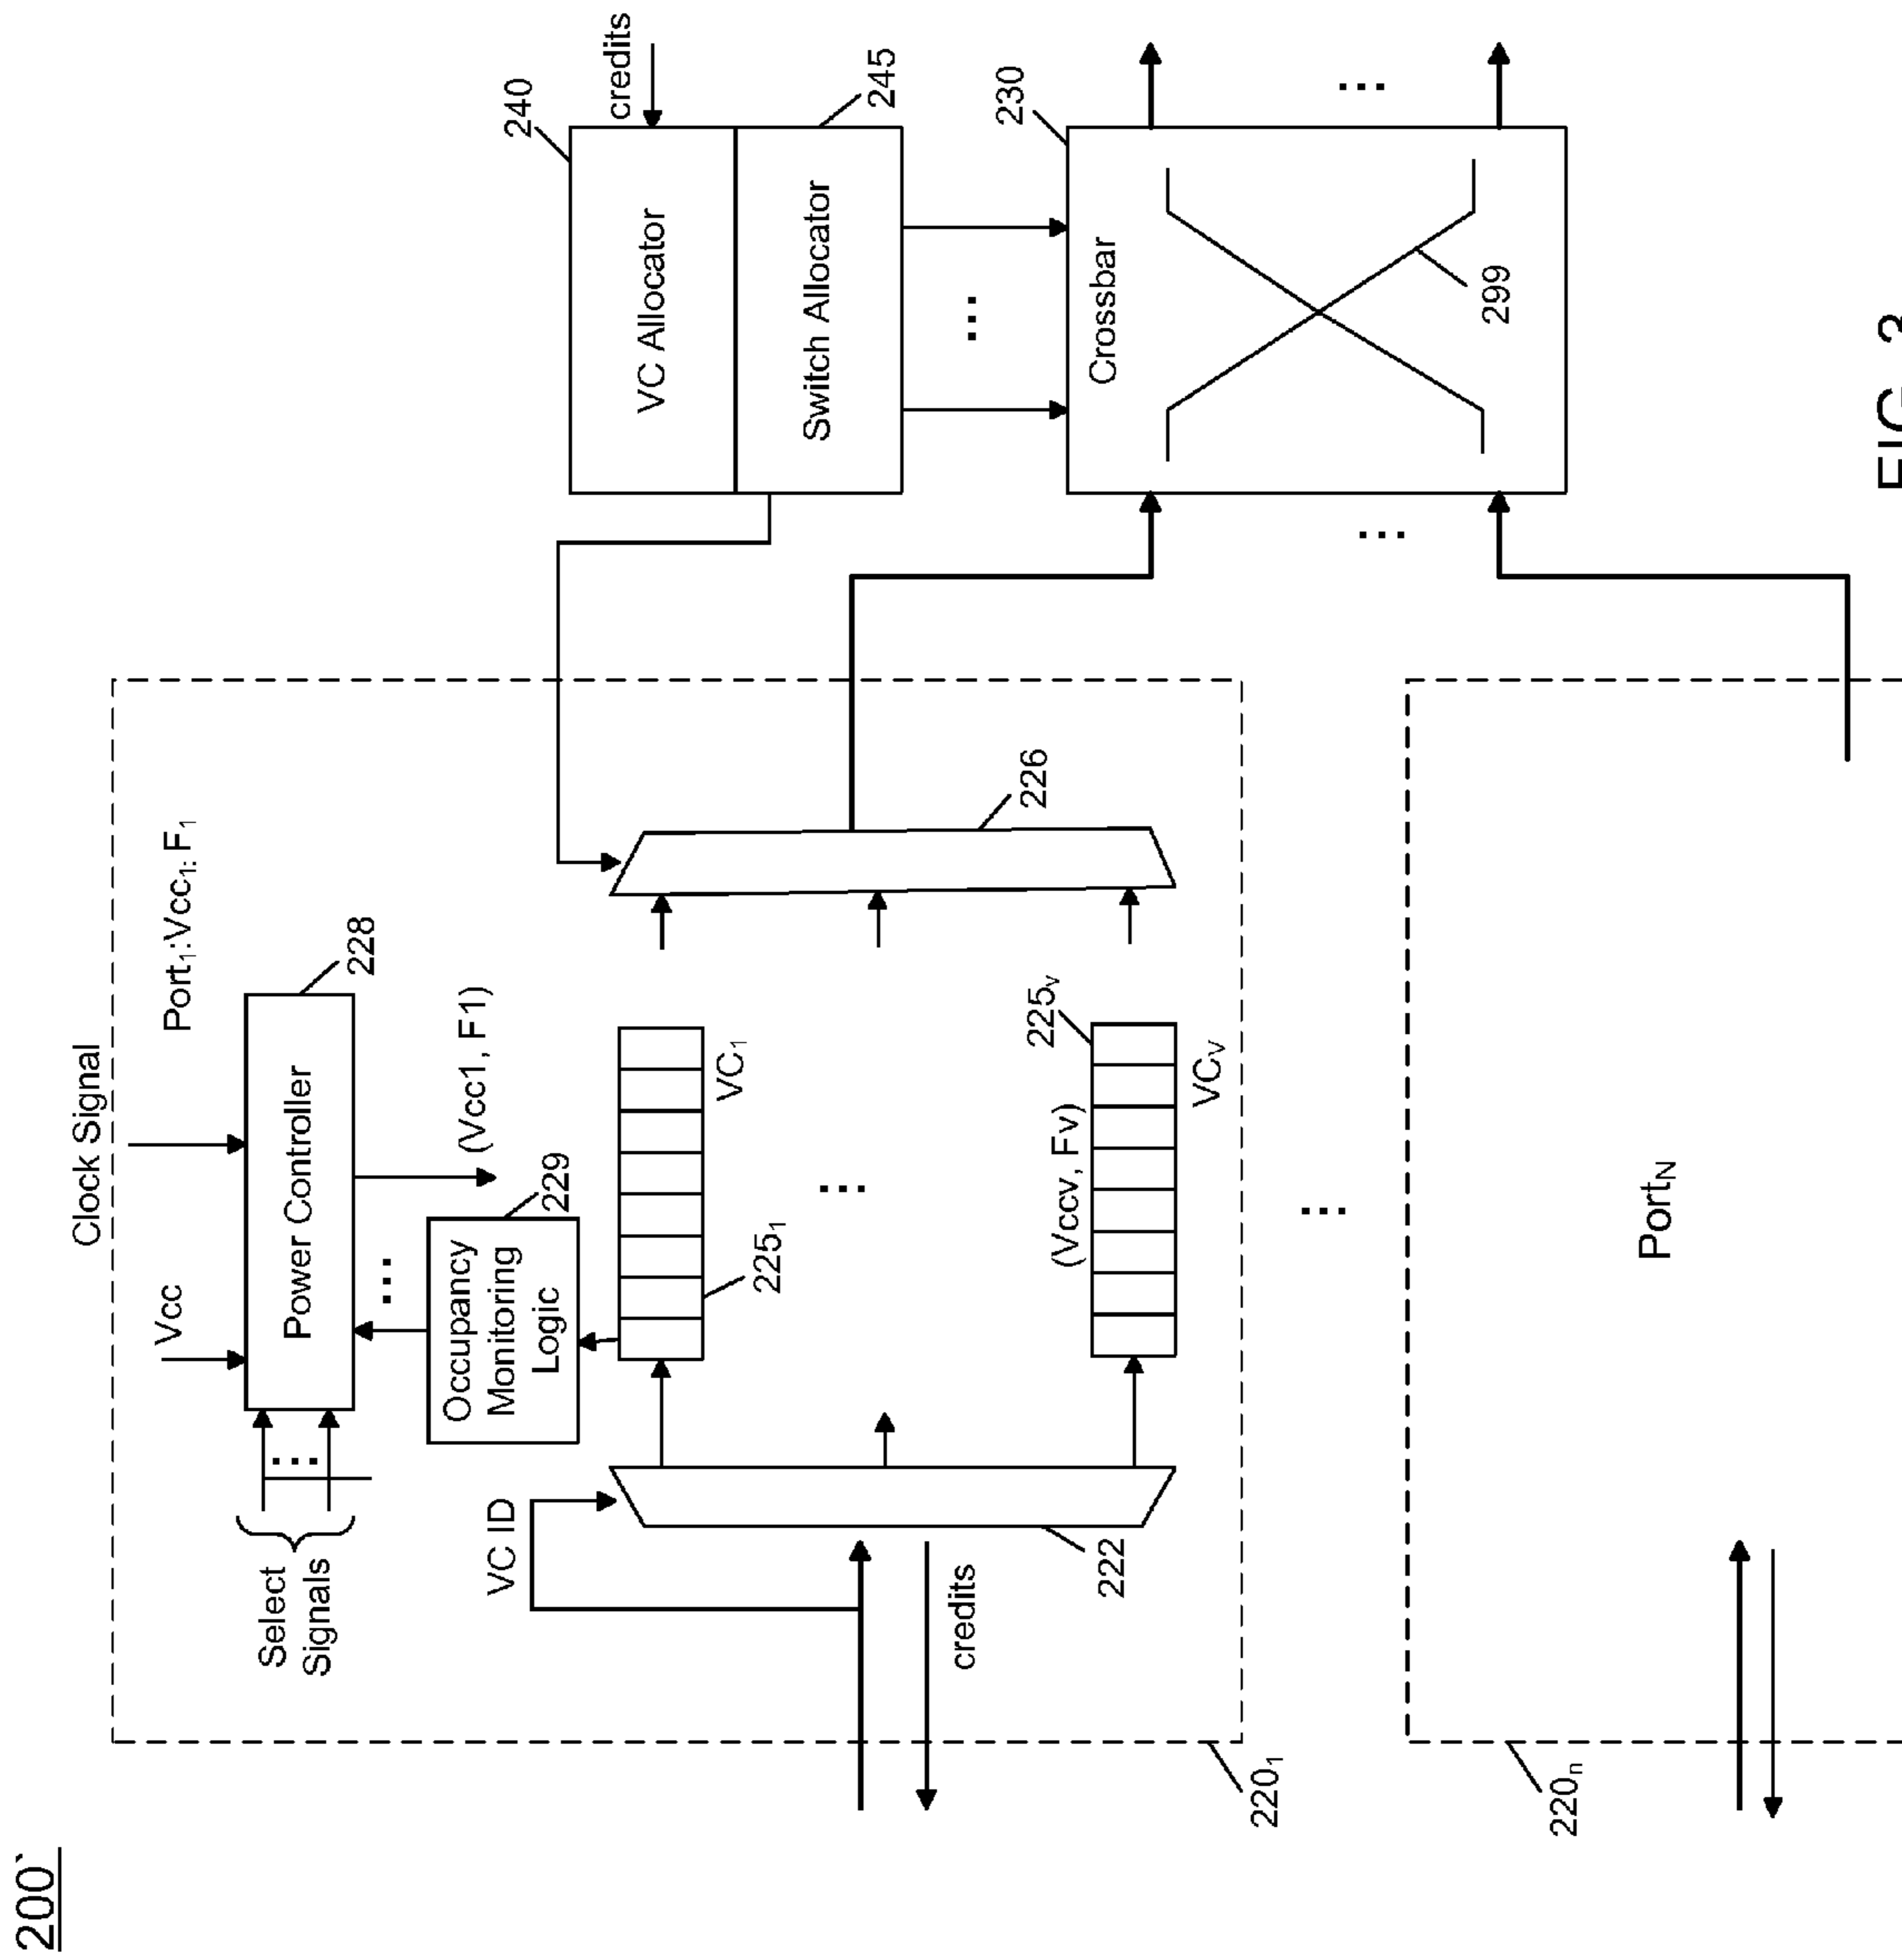 200`
Clock Signal
Vcc
Port₁:Vcc₁: F₁
Select
Signals
...
Power Controller
228
...
(Vcc1, F1)
Occupancy
Monitoring
Logic
229
VC ID
225₁
VC₁
222
credits
...
(Vccv, Fv)
225ᵥ
VCᵥ
226
220₁
...
240
credits
VC Allocator
Switch Allocator
245
...
230
Crossbar
299
...
...
220ₙ
Port_N
FIG. 3